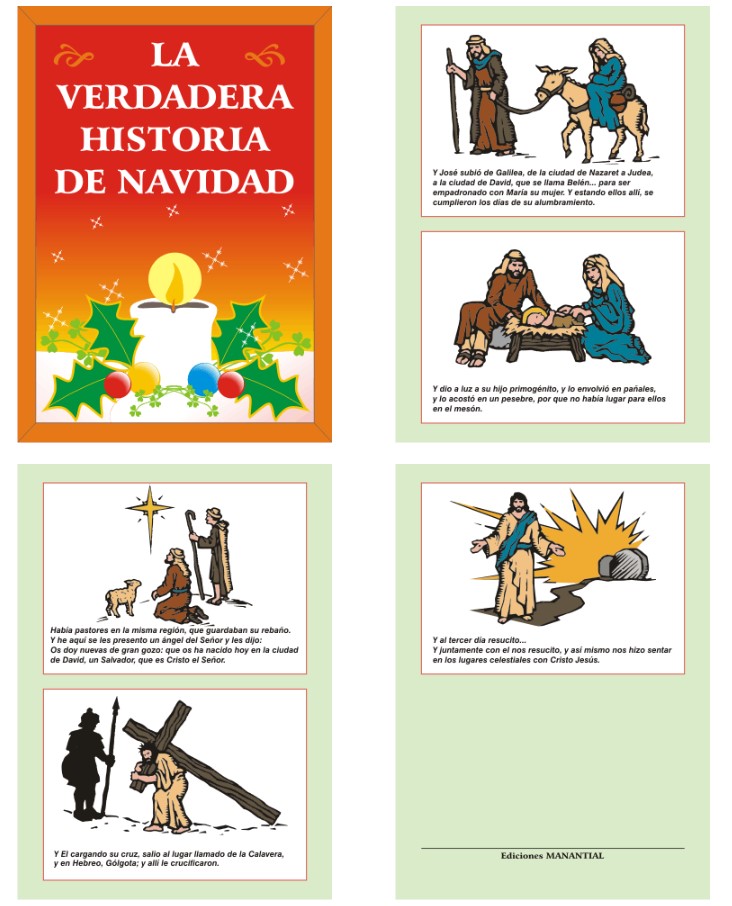 LA
VERDADERA
HISTORIA
DE NAVIDAD
Y José subió de Galilea, de la ciudad de Nazaret a Judea,
a la ciudad de David, que se llama Belén... para ser
empadronado con María su mujer. Y estando ellos allí, se
cumplieron los días de su alumbramiento.
Y dio a luz a su hijo primogénito, y lo envolvió en pañales,
y lo acostó en un pesebre, por que no había lugar para ellos
en el mesón.
Había pastores en la misma región, que guardaban su rebaño.
Y he aquí se les presento un ángel del Señor y les dijo:
Os doy nuevas de gran gozo: que os ha nacido hoy en la ciudad
de David, un Salvador, que es Cristo el Señor.
Y El cargando su cruz, salio al lugar llamado de la Calavera,
y en Hebreo, Gólgota; y allí le crucificaron.
Y al tercer día resucito...
Y juntamente con el nos resucito, y así mismo nos hizo sentar
en los lugares celestiales con Cristo Jesús.
Ediciones MANANTIAL